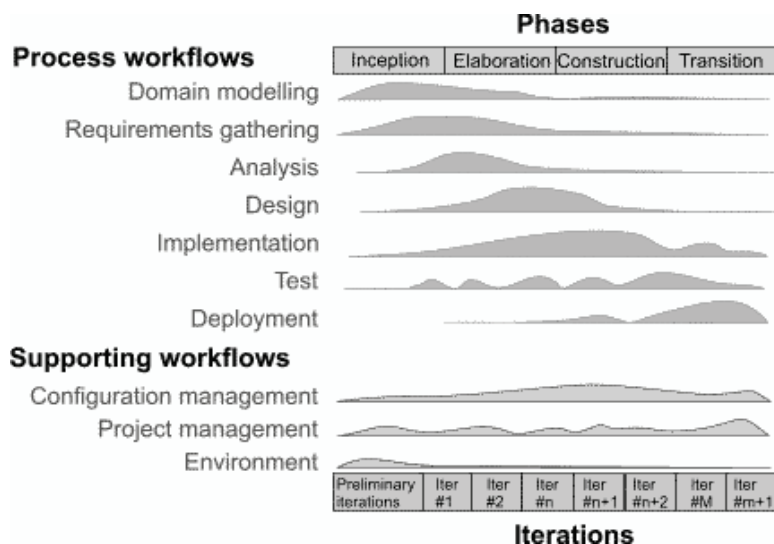 Phases
Process workflows
Inception Elaboration Construction Transition
Domain modelling
Requirements gathering
Analysis
Design
Implementation
Test
Deployment
Supporting workflows
Configuration management
Project management
Environment
Preliminary iterations
Iter #1
Iter #2
Iter #n
Iter #n+1
Iter #n+2
Iter #M
Iter #m+1
Iterations